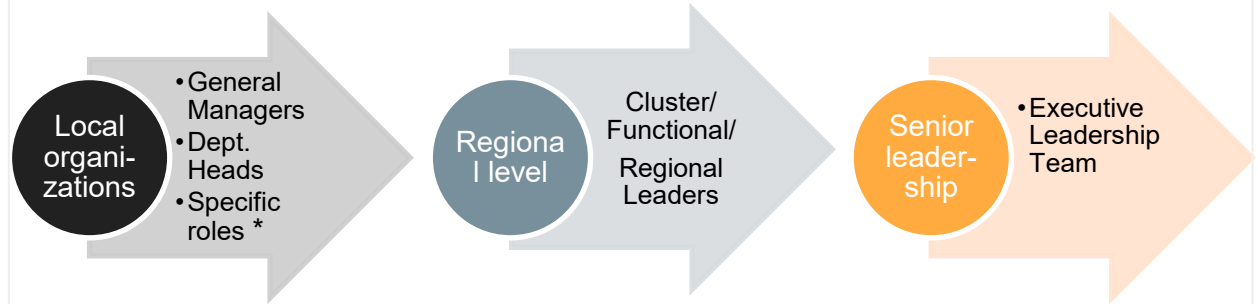 Local
organi-
zations
•General
Managers
•Dept.
Heads
•Specific
roles *
Regiona
l level
Cluster/
Functional/
Regional
Leaders
Senior
leader-
ship
•Executive
Leadership
Team